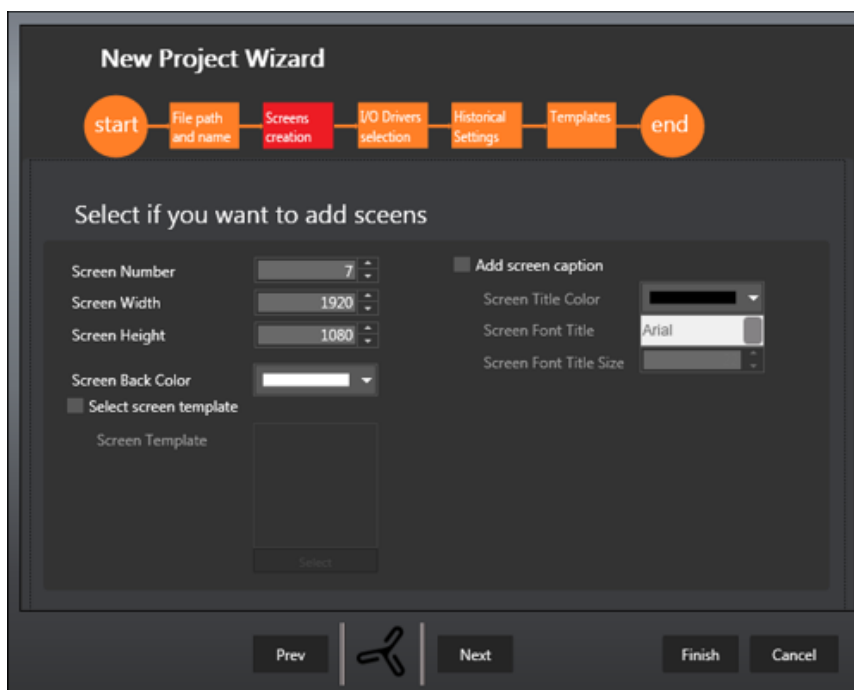 New Project Wizard
start
File path
and name
Screens
creation
I/O Drivers
selection
Historical
Settings
Templates
end
Select if you want to add sceens
Screen Number 7
Screen Width 1920
Screen Height 1080
Screen Back Color
Select screen template
Screen Template
Select
Add screen caption
Screen Title Color
Screen Font Title Arial
Screen Font Title Size
Prev
Next
Finish
Cancel